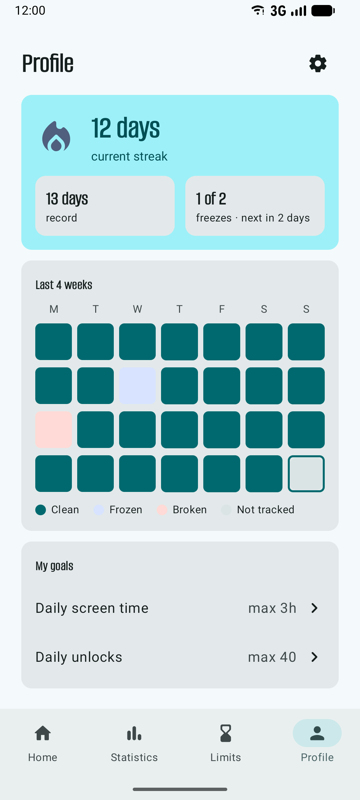 12:00
3G
Profile
12 days
current streak
13 days
record
1 of 2
freezes · next in 2 days
Last 4 weeks
M T W T F S S
Clean
Frozen
Broken
Not tracked
My goals
Daily screen time max 3h
Daily unlocks max 40
Home
Statistics
Limits
Profile